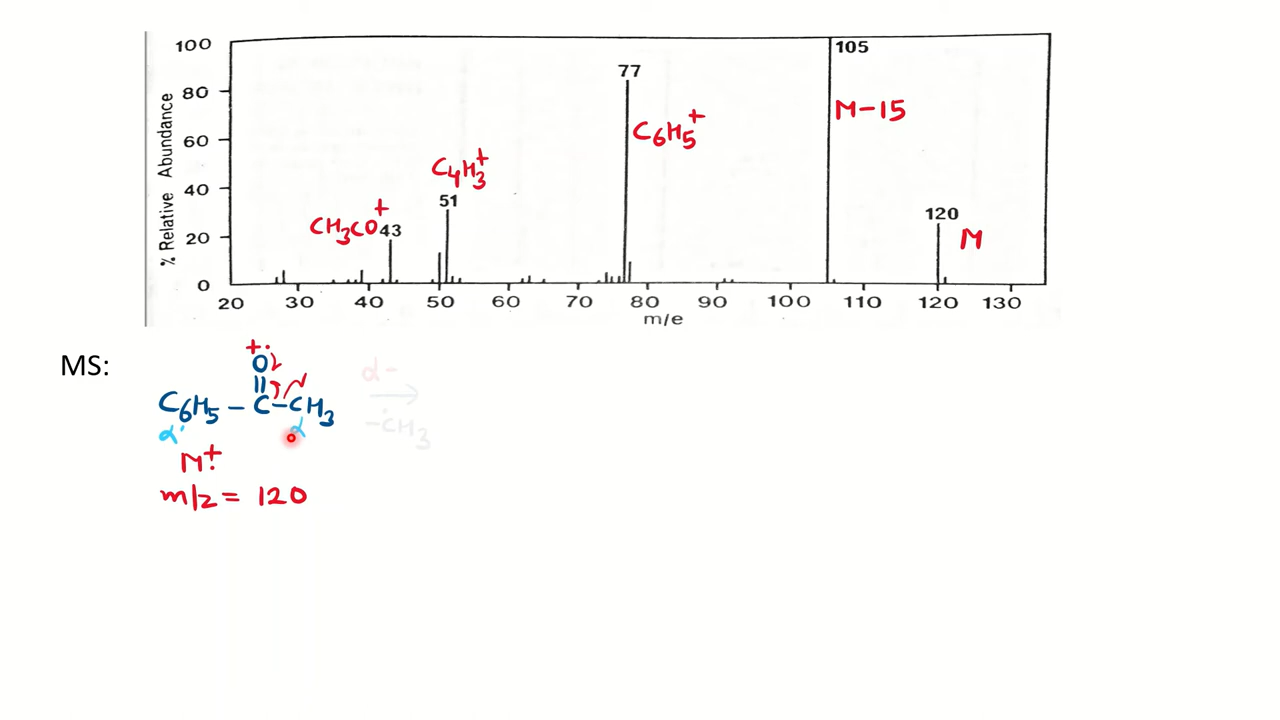 100
105
77
80
M-15
C6H5+
60
% Relative Abundance
C4H3+
40
51
120
CH3CO+ 43
20
M
0
20 30 40 50 60 70 80 90 100 110 120 130
m/e
MS:
+·
O
||
α-
C6H5 - C - CH3
-·CH3
α' α
M+·
m/z = 120